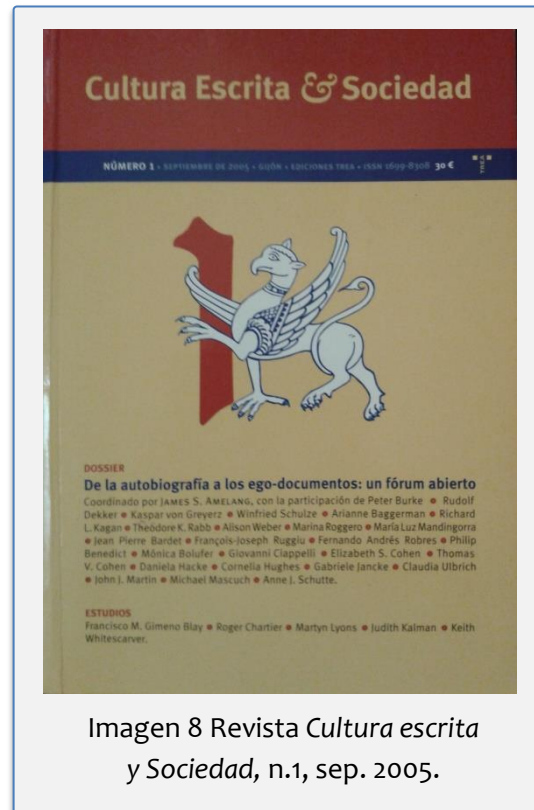 Cultura Escrita & Sociedad
NÚMERO 1 • SEPTIEMBRE DE 2005 • GIJÓN • EDICIONES TREA • ISSN 1699-8308 30 €
TREA
1
DOSSIER
De la autobiografía a los ego-documentos: un fórum abierto
Coordinado por JAMES S. AMELANG, con la participación de Peter Burke • Rudolf
Dekker • Kaspar von Greyerz • Winfried Schulze • Arianne Baggerman • Richard
L. Kagan • Theodore K. Rabb • Alison Weber • Marina Roggero • María Luz Mandingorra
• Jean Pierre Bardet • François-Joseph Ruggiu • Fernando Andrés Robres • Philip
Benedict • Mónica Bolufer • Giovanni Ciappelli • Elizabeth S. Cohen • Thomas
V. Cohen • Daniela Hacke • Cornelia Hughes • Gabriele Jancke • Claudia Ulbrich
• John J. Martin • Michael Mascuch • Anne J. Schutte.
ESTUDIOS
Francisco M. Gimeno Blay • Roger Chartier • Martyn Lyons • Judith Kalman • Keith
Whitescarver.
Imagen 8 Revista Cultura escrita
y Sociedad, n.1, sep. 2005.